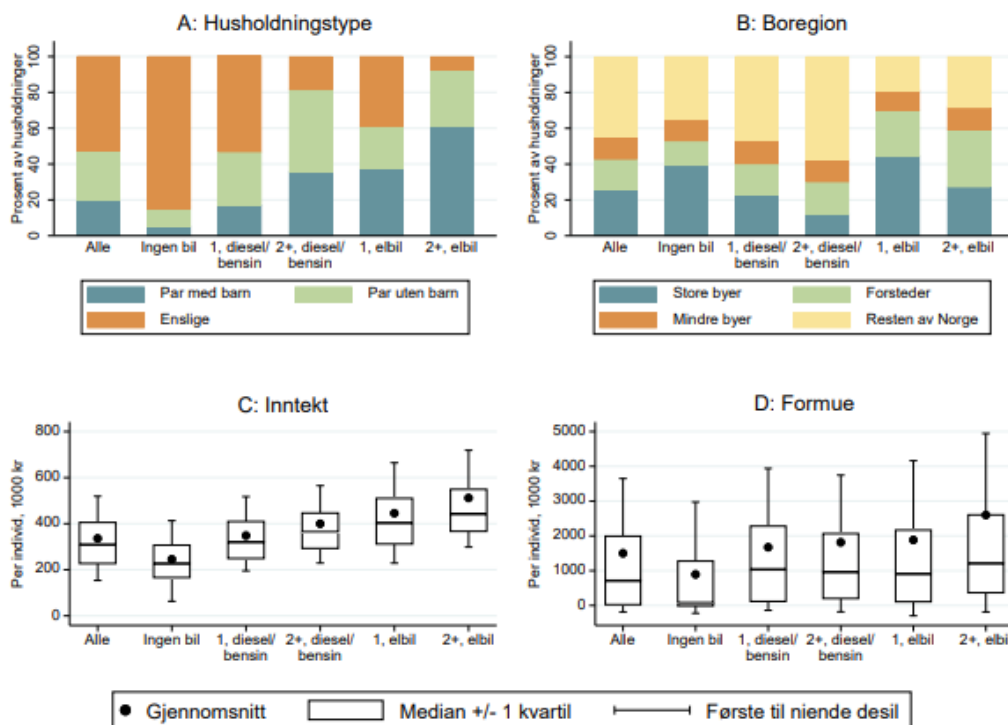 A: Husholdningstype
Prosent av husholdninger
0 20 40 60 80 100
Alle Ingen bil 1, diesel/ 2+, diesel/ 1, elbil 2+, elbil
bensin bensin
Par med barn Par uten barn
Enslige
B: Boregion
Prosent av husholdninger
0 20 40 60 80 100
Alle Ingen bil 1, diesel/ 2+, diesel/ 1, elbil 2+, elbil
bensin bensin
Store byer Forsteder
Mindre byer Resten av Norge
C: Inntekt
Per individ, 1000 kr
800
600
400
200
0
Alle Ingen bil 1, diesel/ 2+, diesel/ 1, elbil 2+, elbil
bensin bensin
D: Formue
Per individ, 1000 kr
5000
4000
3000
2000
1000
0
Alle Ingen bil 1, diesel/ 2+, diesel/ 1, elbil 2+, elbil
bensin bensin
Gjennomsnitt Median +/- 1 kvartil Første til niende desil